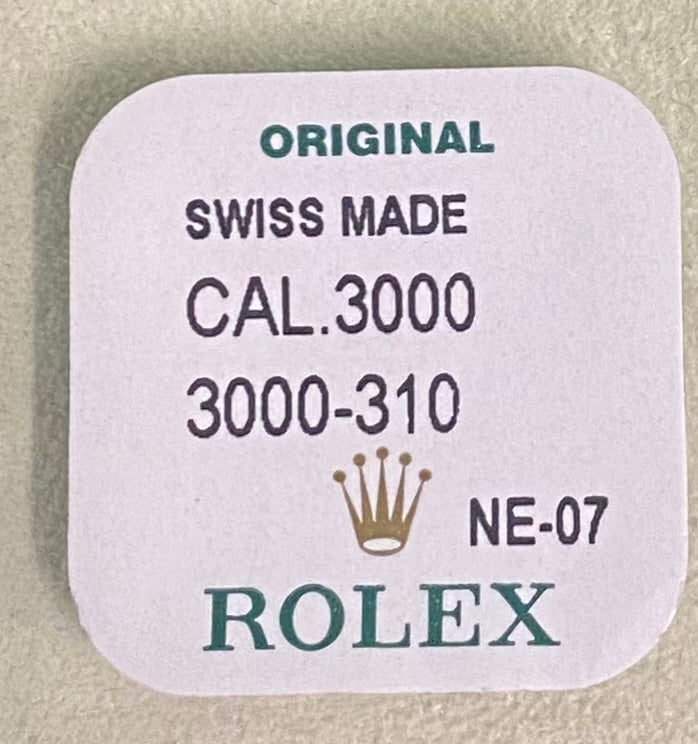 ORIGINAL
SWISS MADE
CAL.3000
3000-310
NE-07
ROLEX